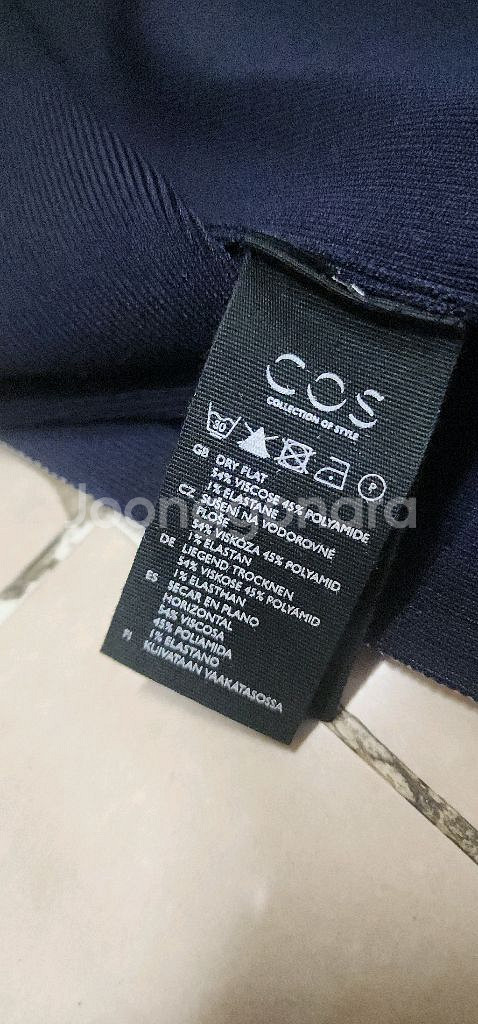 COS
COLLECTION OF STYLE
30
P
GB DRY FLAT
54% VISCOSE 45% POLYAMIDE
1% ELASTANE
CZ SUŠENÍ NA VODOROVNÉ
PLOŠE
54% VISKÓZA 45% POLYAMID
1% ELASTAN
DE LIEGEND TROCKNEN
54% VISKOSE 45% POLYAMID
1% ELASTHAN
ES SECAR EN PLANO
HORIZONTAL
54% VISCOSA
45% POLIAMIDA
1% ELASTANO
FI KUIVATAAN VAAKATASOSSA
Joonggonara